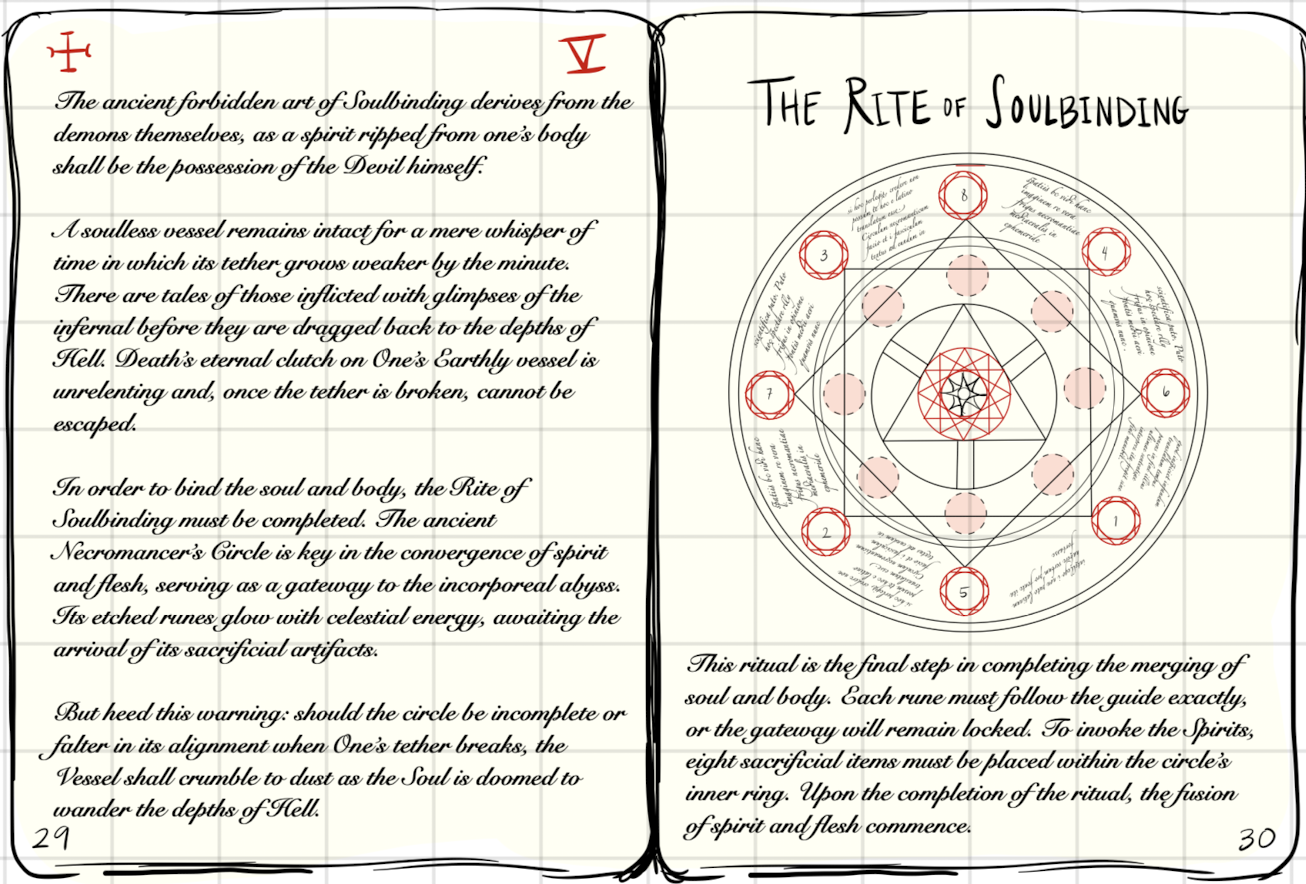 V
The ancient forbidden art of Soulbinding derives from the
demons themselves, as a spirit ripped from one's body
shall be the possession of the Devil himself.
A soulless vessel remains intact for a mere whisper of
time in which its tether grows weaker by the minute.
There are tales of those inflicted with glimpses of the
infernal before they are dragged back to the depths of
Hell. Death's eternal clutch on One's Earthly vessel is
unrelenting and, once the tether is broken, cannot be
escaped.
In order to bind the soul and body, the Rite of
Soulbinding must be completed. The ancient
Necromancer's Circle is key in the convergence of spirit
and flesh, serving as a gateway to the incorporeal abyss.
Its etched runes glow with celestial energy, awaiting the
arrival of its sacrificial artifacts.
But heed this warning: should the circle be incomplete or
falter in its alignment when One's tether breaks, the
Vessel shall crumble to dust as the Soul is doomed to
wander the depths of Hell.
29
THE RITE OF SOULBINDING
8
3
4
7
6
2
1
5
This ritual is the final step in completing the merging of
soul and body. Each rune must follow the guide exactly,
or the gateway will remain locked. To invoke the Spirits,
eight sacrificial items must be placed within the circle's
inner ring. Upon the completion of the ritual, the fusion
of spirit and flesh commence.
30